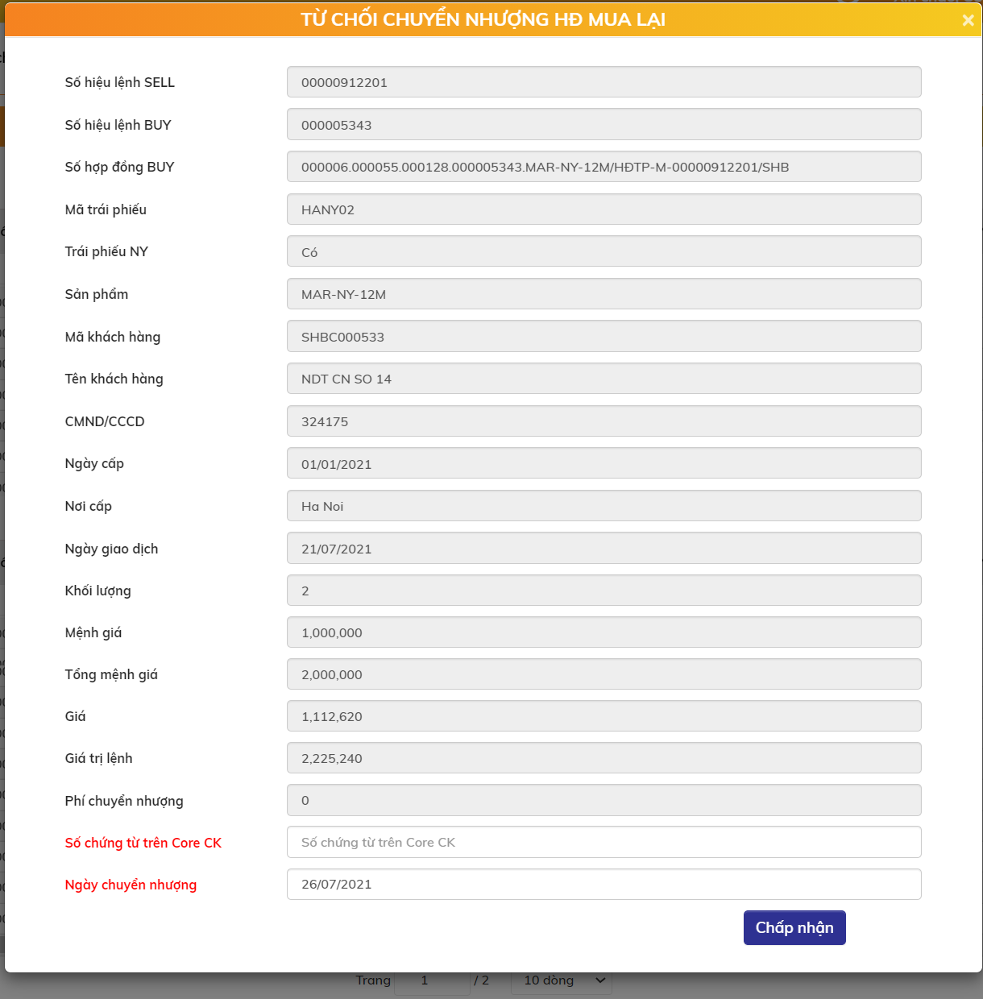 TỪ CHỐI CHUYỂN NHƯỢNG HĐ MUA LẠI ×
Số hiệu lệnh SELL 00000912201
Số hiệu lệnh BUY 000005343
Số hợp đồng BUY 000006.000055.000128.000005343.MAR-NY-12M/HĐTP-M-00000912201/SHB
Mã trái phiếu HANY02
Trái phiếu NY Có
Sản phẩm MAR-NY-12M
Mã khách hàng SHBC000533
Tên khách hàng NDT CN SO 14
CMND/CCCD 324175
Ngày cấp 01/01/2021
Nơi cấp Ha Noi
Ngày giao dịch 21/07/2021
Khối lượng 2
Mệnh giá 1,000,000
Tổng mệnh giá 2,000,000
Giá 1,112,620
Giá trị lệnh 2,225,240
Phí chuyển nhượng 0
Số chứng từ trên Core CK Số chứng từ trên Core CK
Ngày chuyển nhượng 26/07/2021
Chấp nhận
Trang 1 / 2 10 dòng